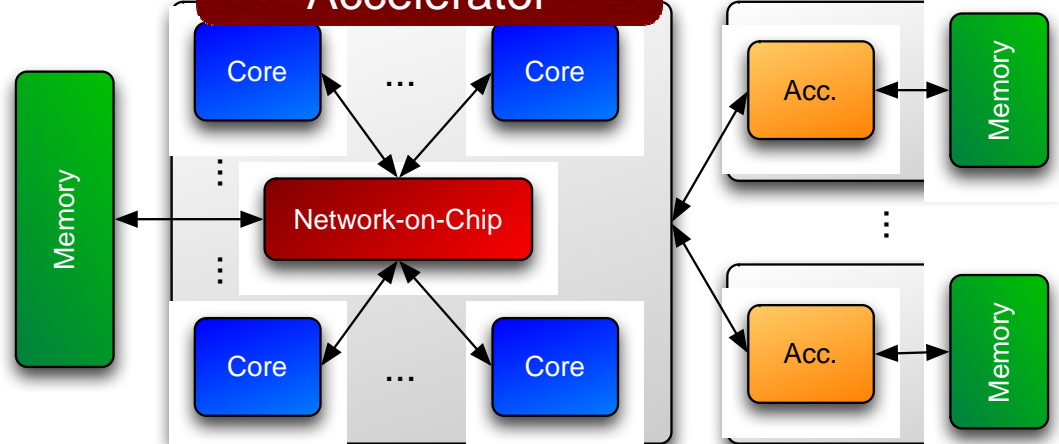 Accelerator
Core
...
Core
Acc.
Memory
Memory
...
Network-on-Chip
...
...
Core
...
Core
Acc.
Memory